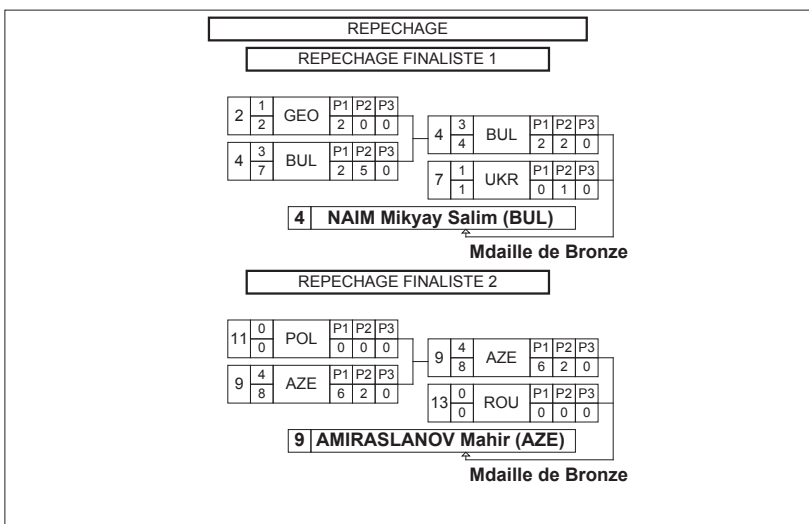 REPECHAGE
REPECHAGE FINALISTE 1
2 1 2 GEO P1 P2 P3 2 0 0
4 3 7 BUL P1 P2 P3 2 5 0
4 3 4 BUL P1 P2 P3 2 2 0
7 1 1 UKR P1 P2 P3 0 1 0
4 NAIM Mikyay Salim (BUL)
Mdaille de Bronze
REPECHAGE FINALISTE 2
11 0 0 POL P1 P2 P3 0 0 0
9 4 8 AZE P1 P2 P3 6 2 0
9 4 8 AZE P1 P2 P3 6 2 0
13 0 0 ROU P1 P2 P3 0 0 0
9 AMIRASLANOV Mahir (AZE)
Mdaille de Bronze